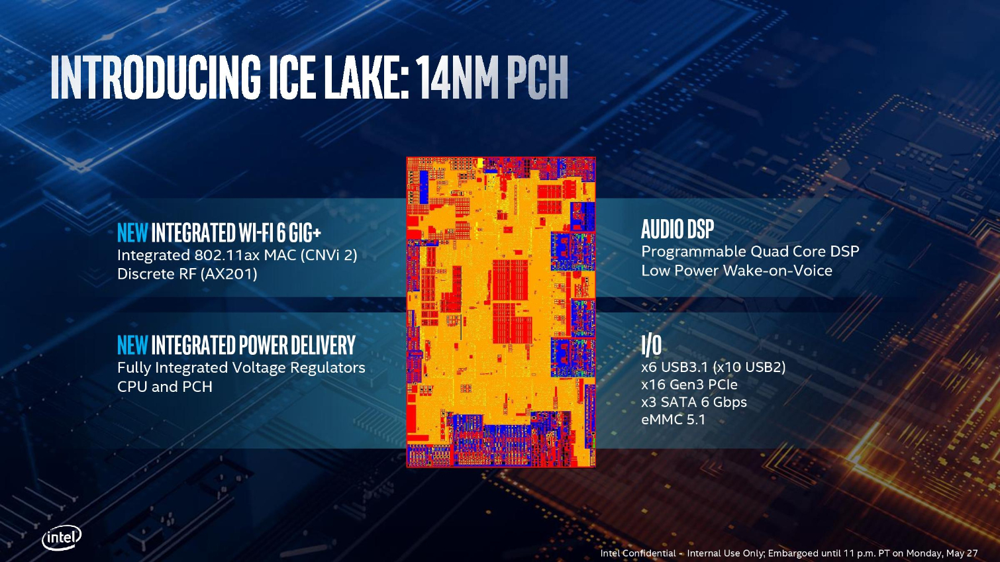 INTRODUCING ICE LAKE: 14NM PCH
NEW INTEGRATED WI-FI 6 GIG+
Integrated 802.11ax MAC (CNVi 2)
Discrete RF (AX201)
NEW INTEGRATED POWER DELIVERY
Fully Integrated Voltage Regulators
CPU and PCH
AUDIO DSP
Programmable Quad Core DSP
Low Power Wake-on-Voice
I/O
x6 USB3.1 (x10 USB2)
x16 Gen3 PCIe
x3 SATA 6 Gbps
eMMC 5.1
intel
Intel Confidential - Internal Use Only; Embargoed until 11 p.m. PT on Monday, May 27